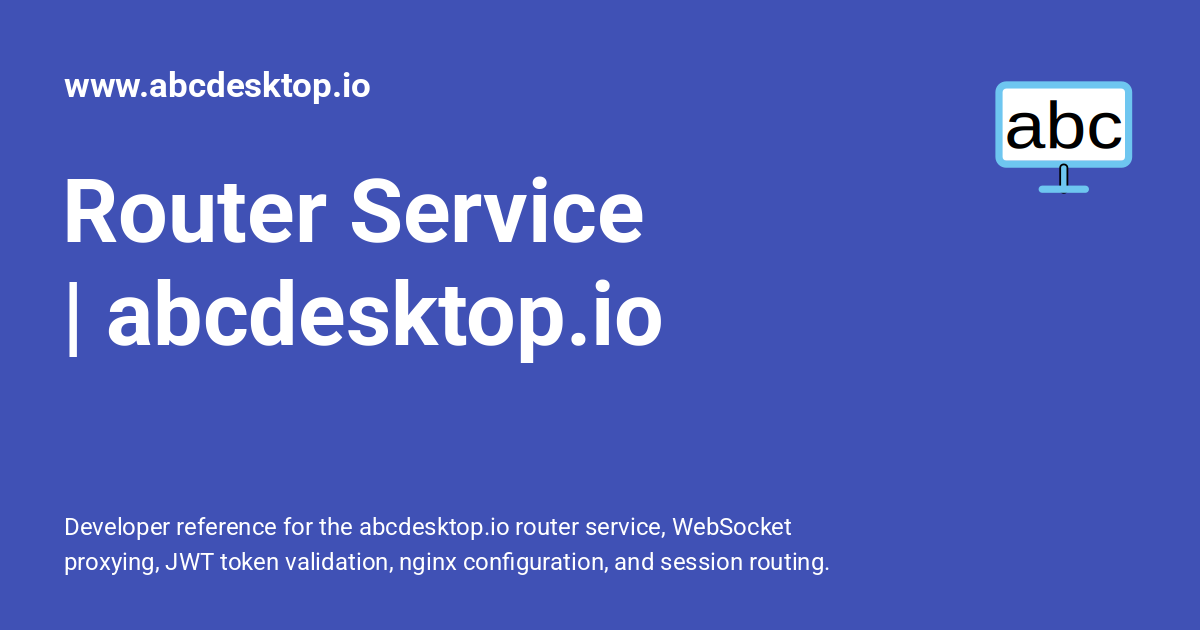 www.abcdesktop.io
abc
Router Service
| abcdesktop.io
Developer reference for the abcdesktop.io router service, WebSocket
proxying, JWT token validation, nginx configuration, and session routing.